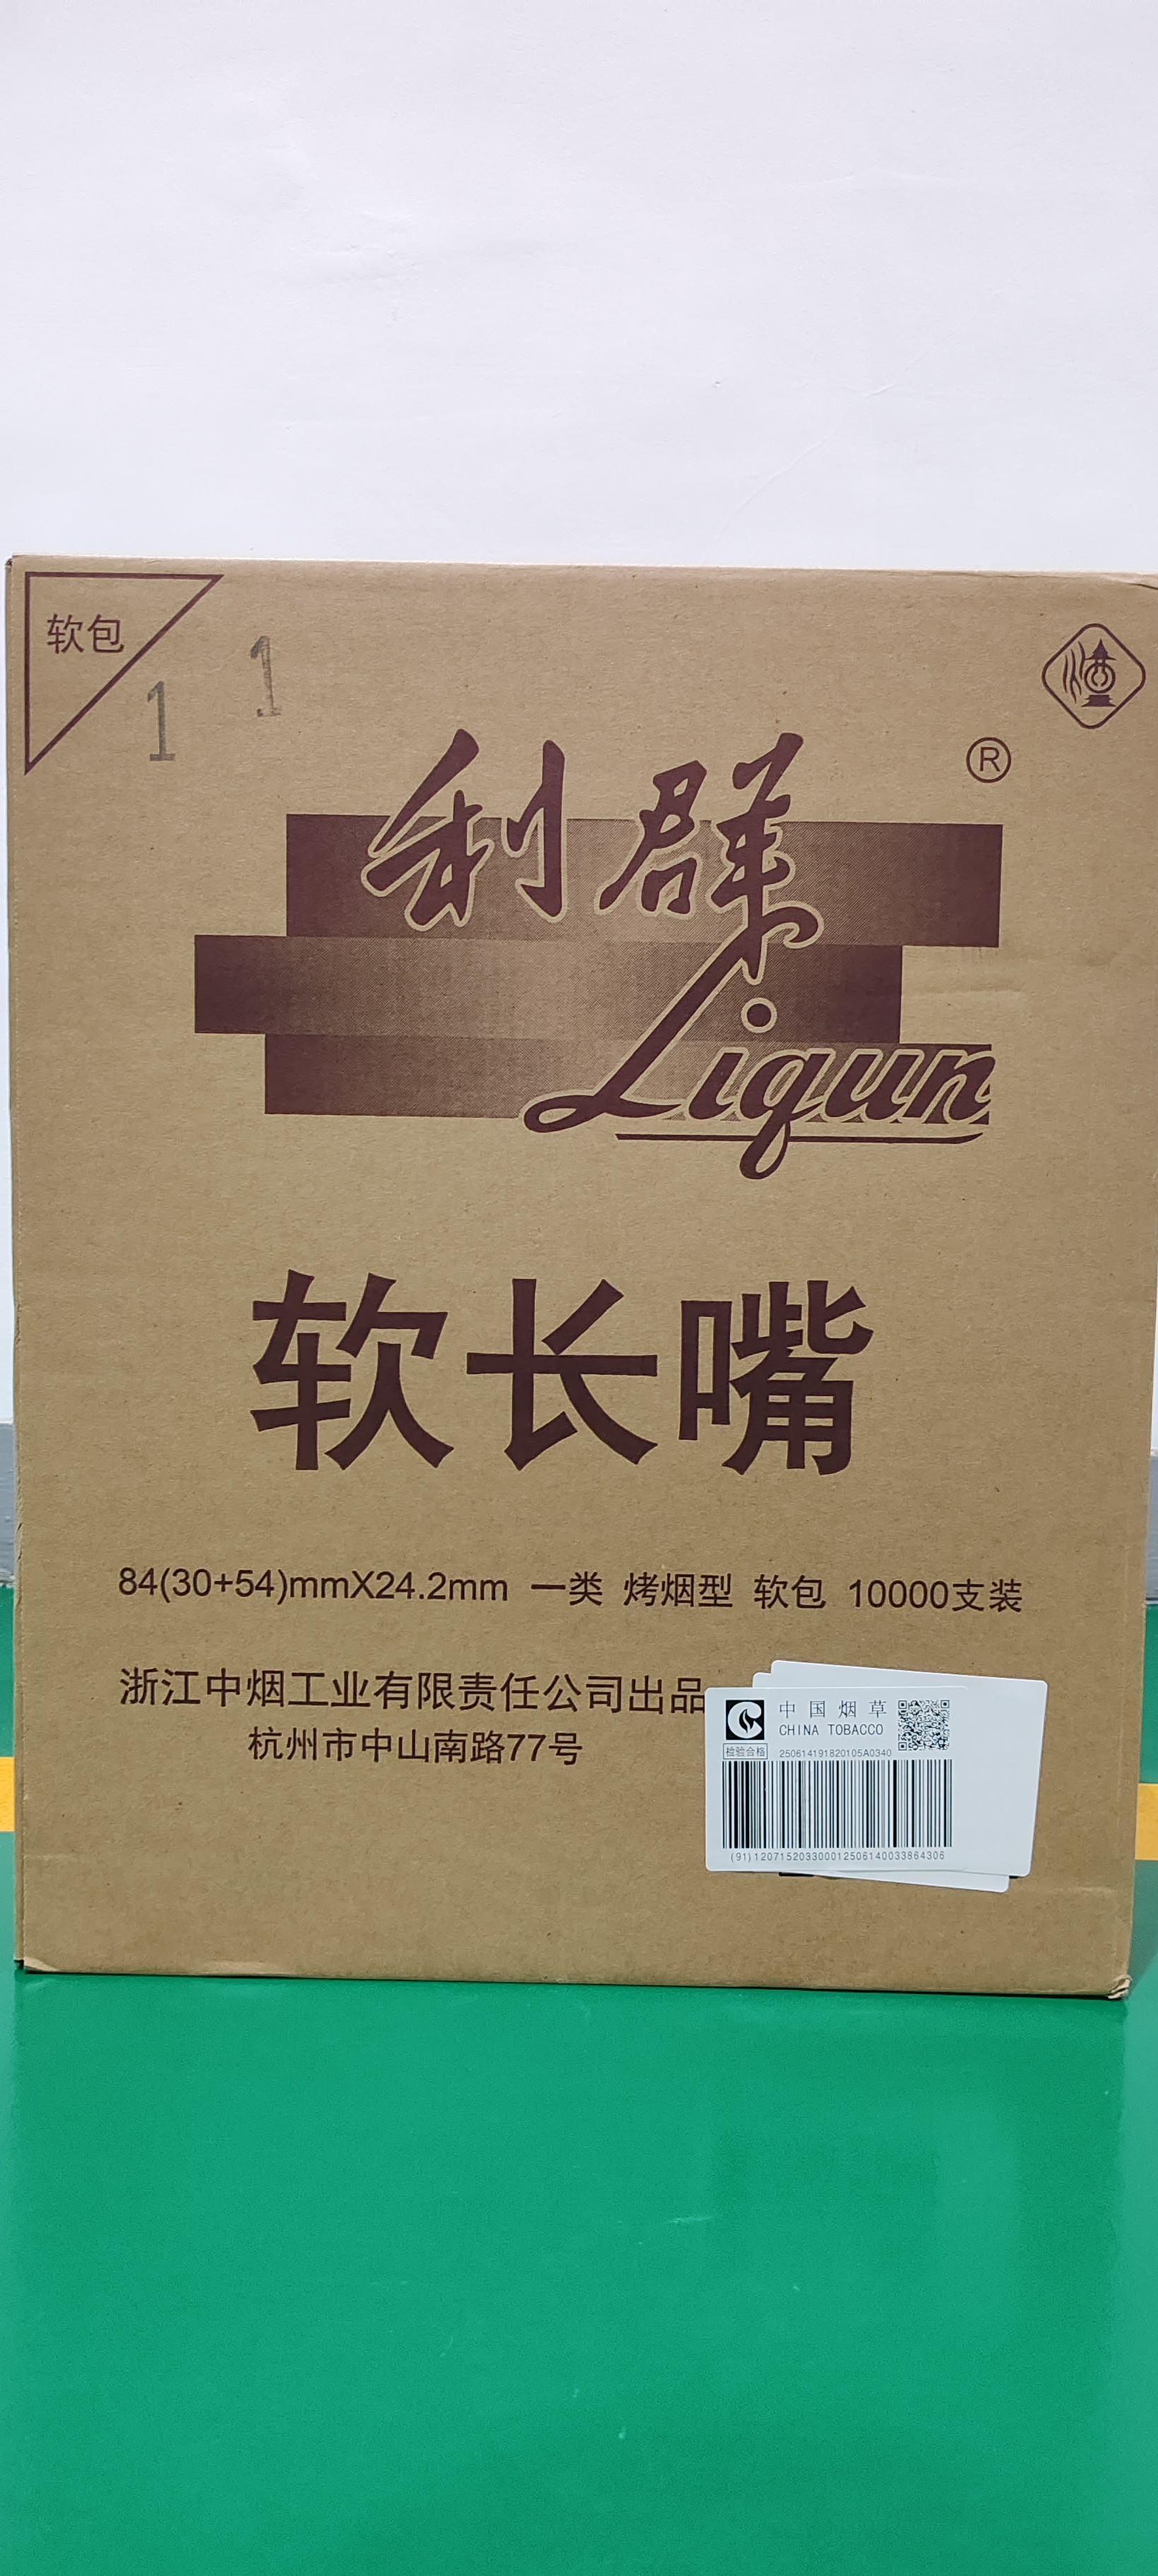 软包
1
1
利群
®
Liqun
软长嘴
84(30+54)mmX24.2mm 一类 烤烟型 软包 10000支装
浙江中烟工业有限责任公司出品
杭州市中山南路77号
中国烟草
CHINA TOBACCO
检验合格
250614191820105A0340
(91)120715203300012506140033864306